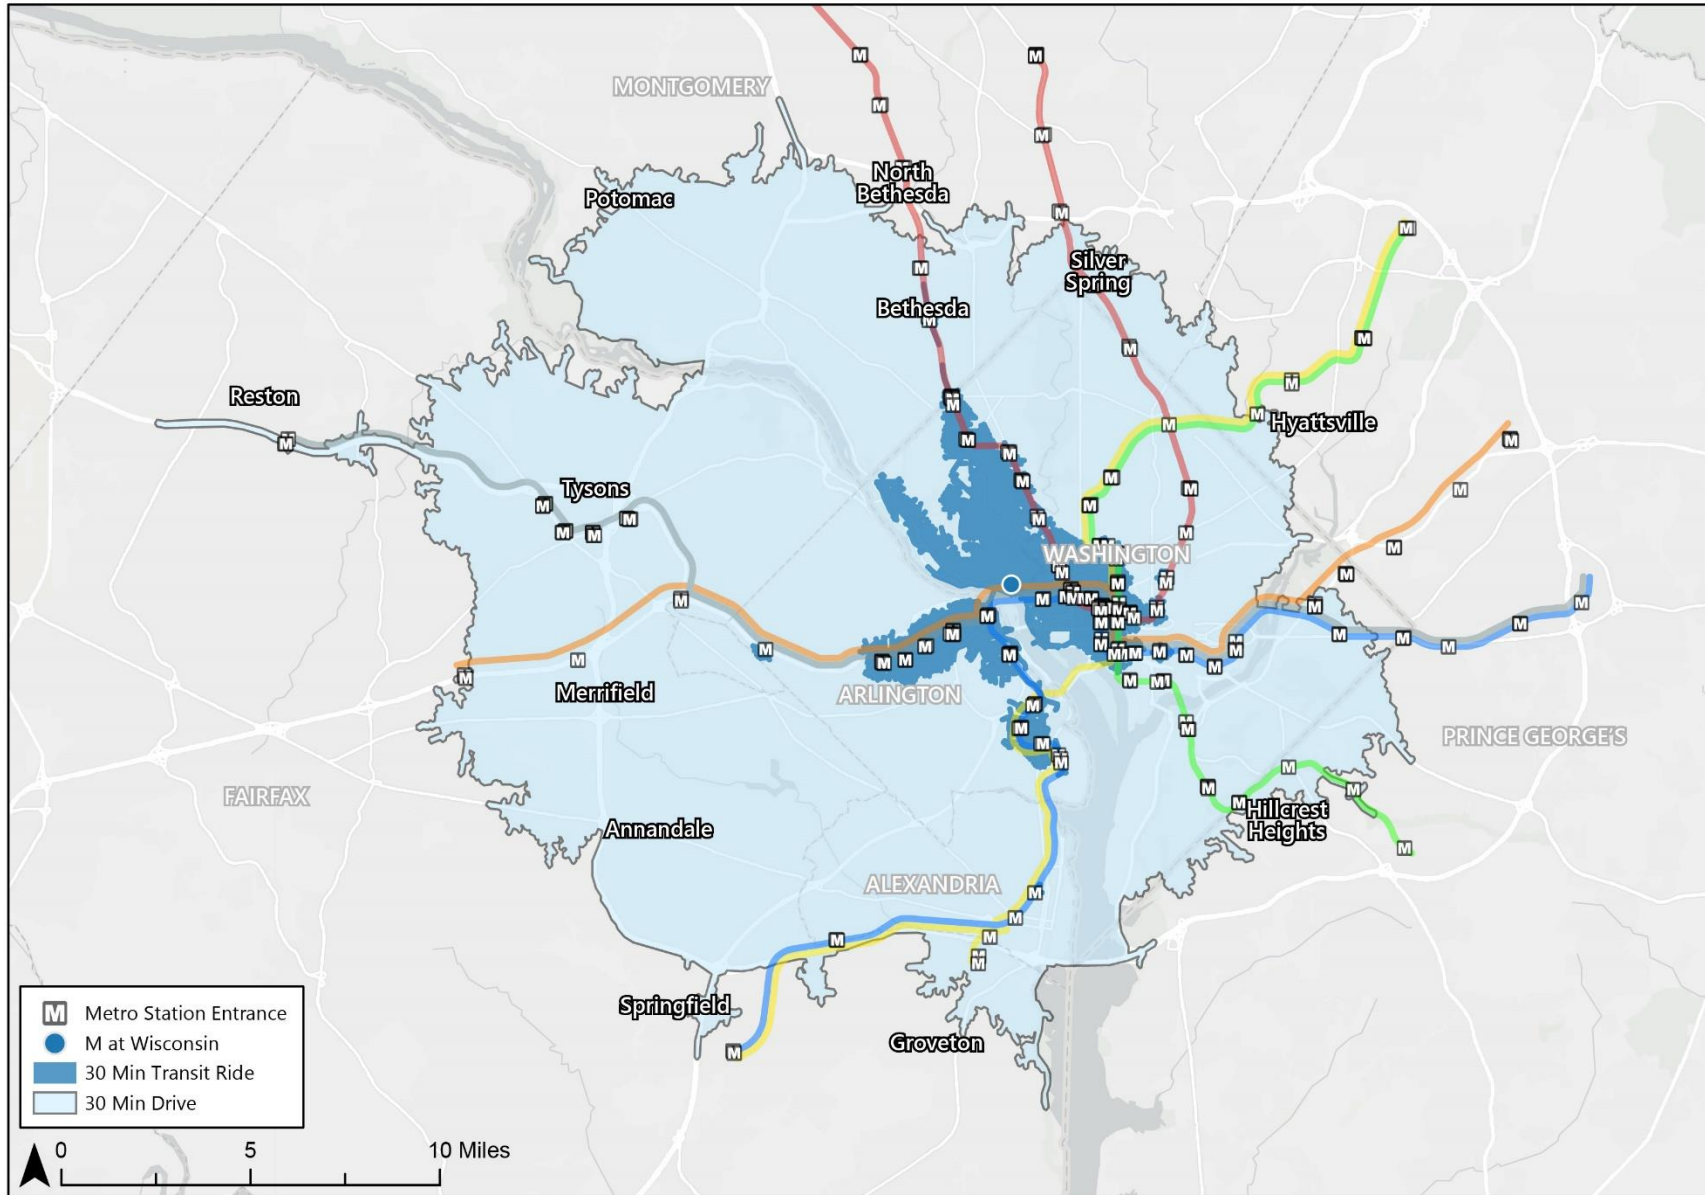 MONTGOMERY
Potomac
North
Bethesda
Silver
Spring
Bethesda
Reston
Hyattsville
Tysons
WASHINGTON
Merrifield
ARLINGTON
PRINCE GEORGE'S
FAIRFAX
Annandale
Hillcrest
Heights
ALEXANDRIA
Springfield
Groveton
M Metro Station Entrance
M at Wisconsin
30 Min Transit Ride
30 Min Drive
0 5 10 Miles